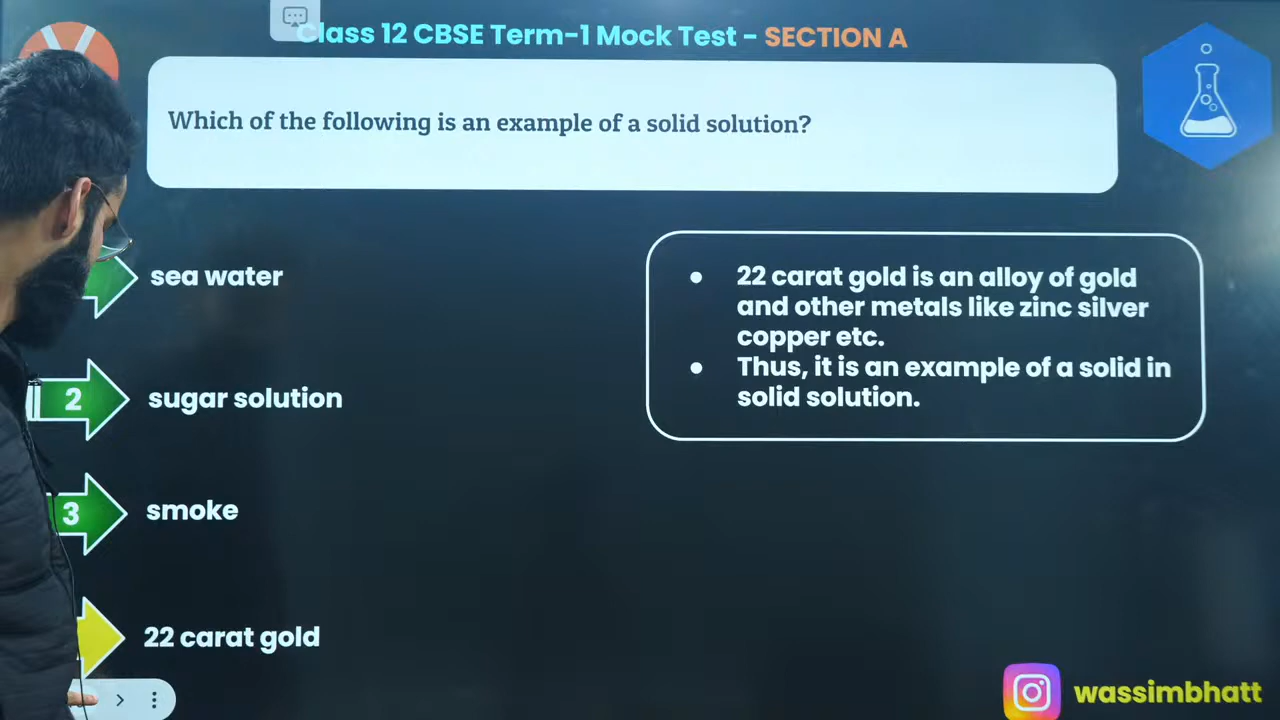 Class 12 CBSE Term-1 Mock Test - SECTION A
Which of the following is an example of a solid solution?
sea water
2 sugar solution
3 smoke
22 carat gold
22 carat gold is an alloy of gold
and other metals like zinc silver
copper etc.
Thus, it is an example of a solid in
solid solution.
wassimbhatt